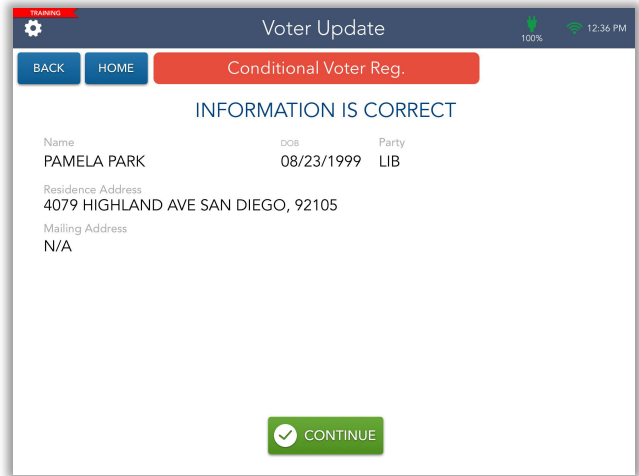 TRAINING
Voter Update
100%
12:36 PM
BACK
HOME
Conditional Voter Reg.
INFORMATION IS CORRECT
Name DOB Party
PAMELA PARK 08/23/1999 LIB
Residence Address
4079 HIGHLAND AVE SAN DIEGO, 92105
Mailing Address
N/A
CONTINUE